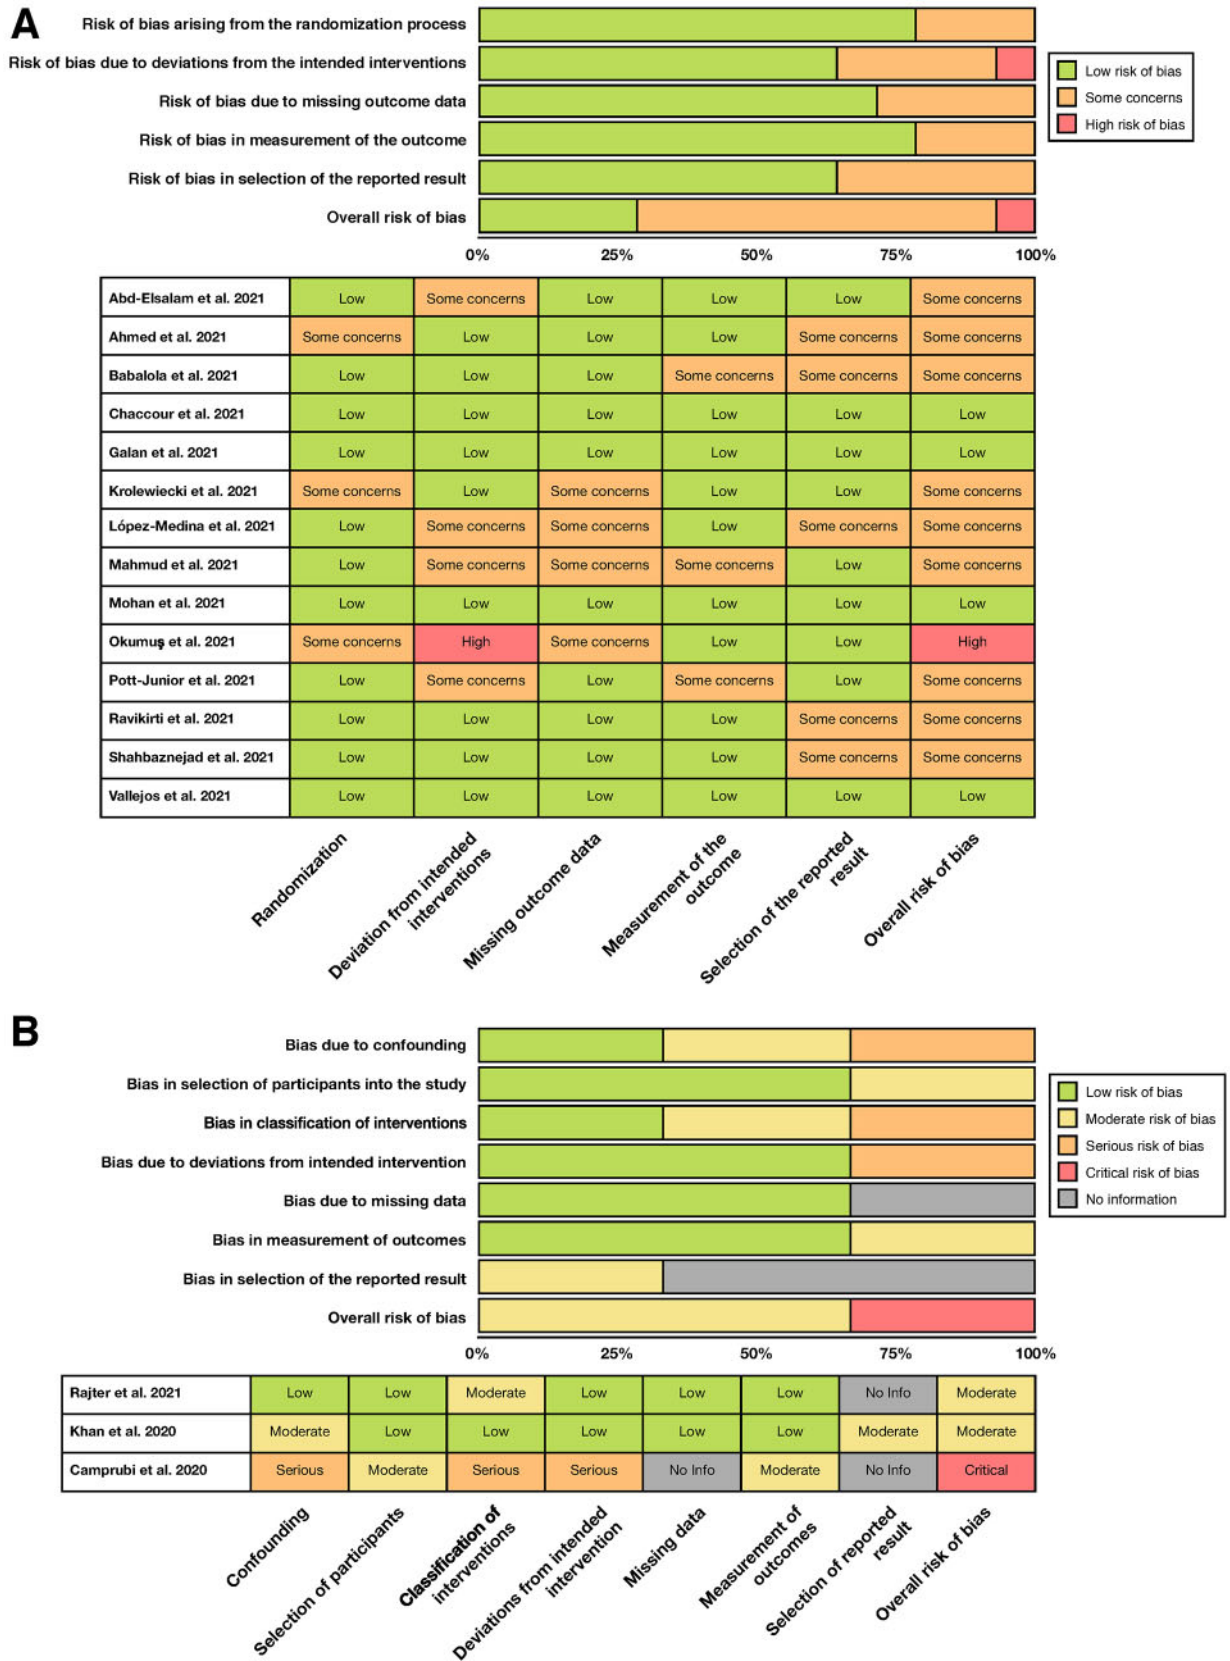 A
Risk of bias arising from the randomization process
Risk of bias due to deviations from the intended interventions
Risk of bias due to missing outcome data
Risk of bias in measurement of the outcome
Risk of bias in selection of the reported result
Overall risk of bias
0% 25% 50% 75% 100%
Low risk of bias
Some concerns
High risk of bias
Abd-Elsalam et al. 2021 Low Some concerns Low Low Low Some concerns
Ahmed et al. 2021 Some concerns Low Low Low Some concerns Some concerns
Babalola et al. 2021 Low Low Low Some concerns Some concerns Some concerns
Chaccour et al. 2021 Low Low Low Low Low Low
Galan et al. 2021 Low Low Low Low Low Low
Krolewiecki et al. 2021 Some concerns Low Some concerns Low Low Some concerns
López-Medina et al. 2021 Low Some concerns Some concerns Low Some concerns Some concerns
Mahmud et al. 2021 Low Some concerns Some concerns Some concerns Low Some concerns
Mohan et al. 2021 Low Low Low Low Low Low
Okumuş et al. 2021 Some concerns High Some concerns Low Low High
Pott-Junior et al. 2021 Low Some concerns Low Some concerns Low Some concerns
Ravikirti et al. 2021 Low Low Low Low Some concerns Some concerns
Shahbaznejad et al. 2021 Low Low Low Low Some concerns Some concerns
Vallejos et al. 2021 Low Low Low Low Low Low
Randomization
Deviation from intended
interventions
Missing outcome data
Measurement of the
outcome
Selection of the reported
result
Overall risk of bias
B
Bias due to confounding
Bias in selection of participants into the study
Bias in classification of interventions
Bias due to deviations from intended intervention
Bias due to missing data
Bias in measurement of outcomes
Bias in selection of the reported result
Overall risk of bias
0% 25% 50% 75% 100%
Low risk of bias
Moderate risk of bias
Serious risk of bias
Critical risk of bias
No information
Rajter et al. 2021 Low Low Moderate Low Low Low No Info Moderate
Khan et al. 2020 Moderate Low Low Low Low Low Moderate Moderate
Camprubi et al. 2020 Serious Moderate Serious Serious No Info Moderate No Info Critical
Confounding
Selection of participants
Classification of
interventions
Deviations from intended
intervention
Missing data
Measurement of
outcomes
Selection of reported
result
Overall risk of bias